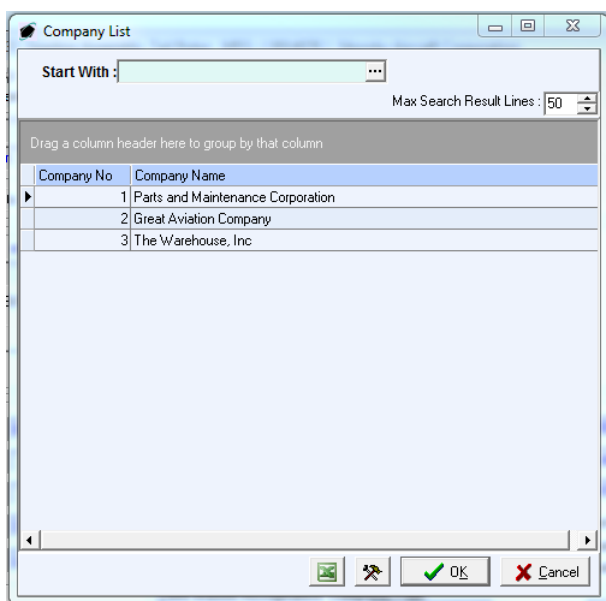 Company List
Start With :
Max Search Result Lines : 50
Drag a column header here to group by that column
Company No Company Name
1 Parts and Maintenance Corporation
2 Great Aviation Company
3 The Warehouse, Inc
OK Cancel